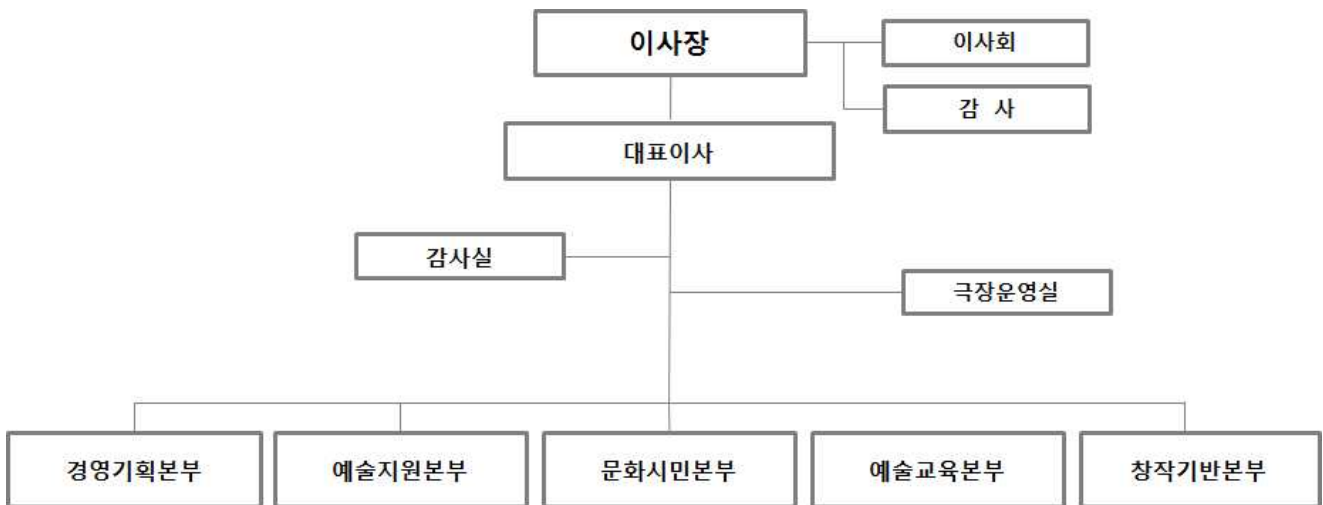 이사장
이사회
감 사
대표이사
감사실
극장운영실
경영기획본부
예술지원본부
문화시민본부
예술교육본부
창작기반본부